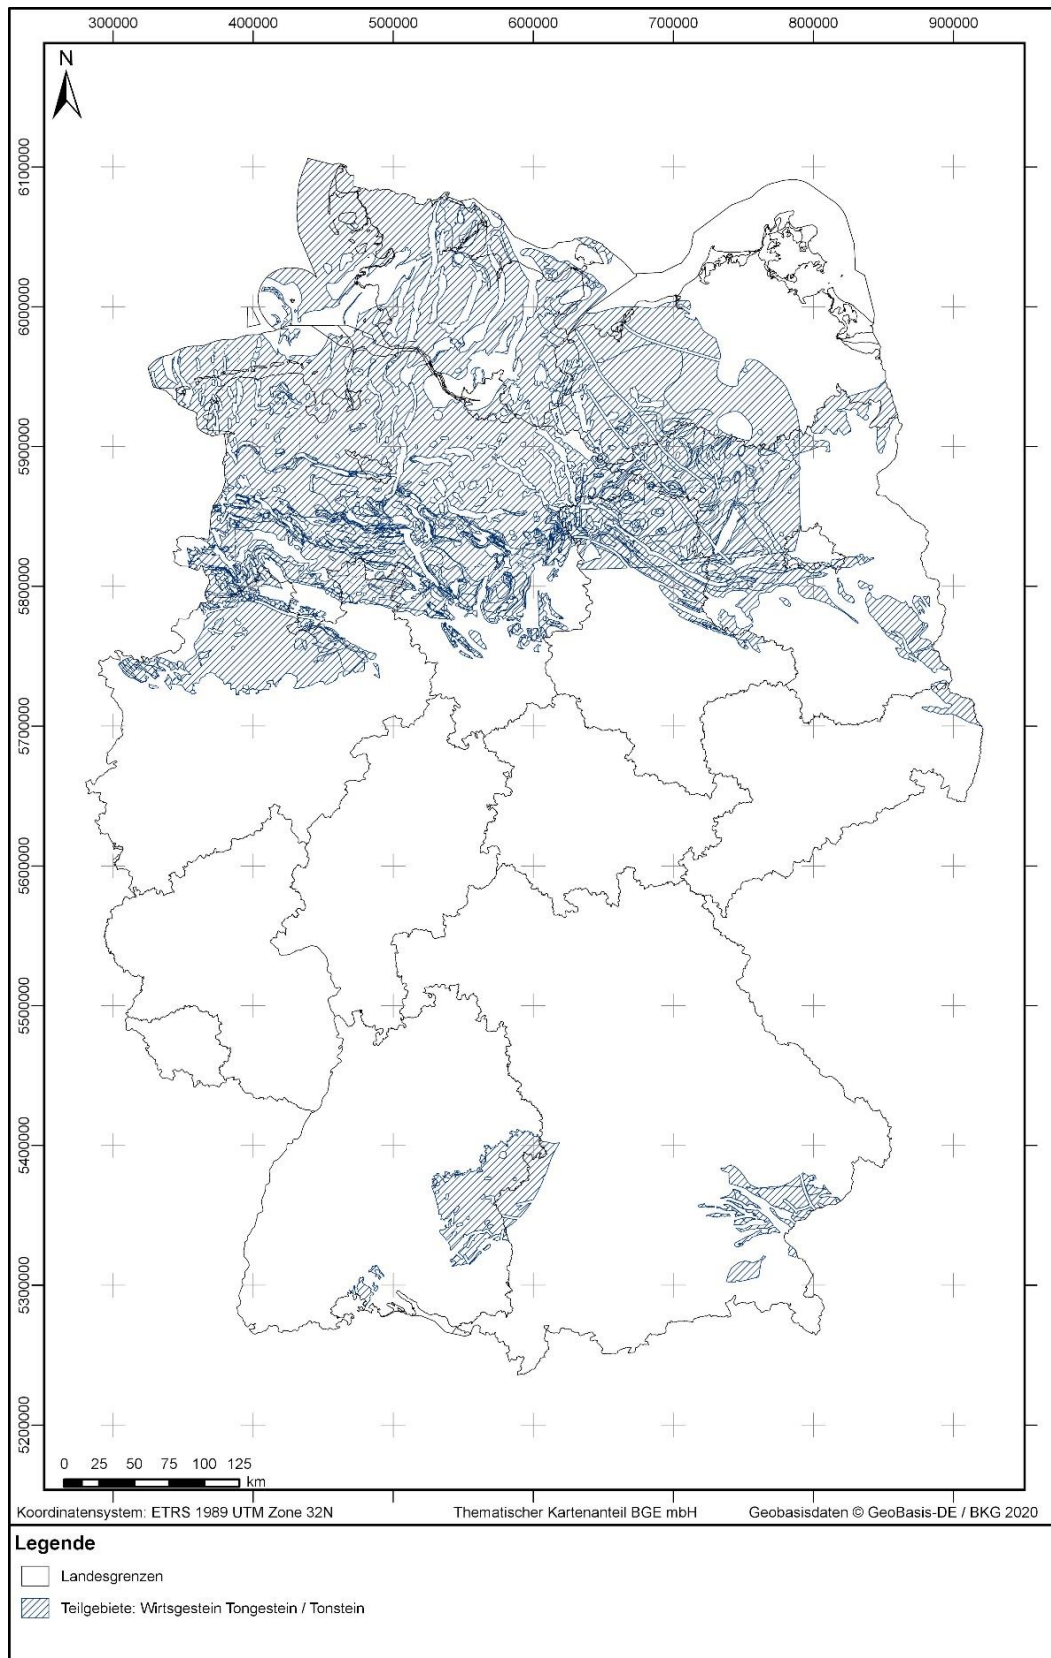 300000 400000 500000 600000 700000 800000 900000
N
6100000
6000000
5900000
5800000
5700000
5600000
5500000
5400000
5300000
5200000
0 25 50 75 100 125
km
Koordinatensystem: ETRS 1989 UTM Zone 32N Thematischer Kartenanteil BGE mbH Geobasisdaten © GeoBasis-DE / BKG 2020
Legende
Landesgrenzen
Teilgebiete: Wirtsgestein Tongestein / Tonstein